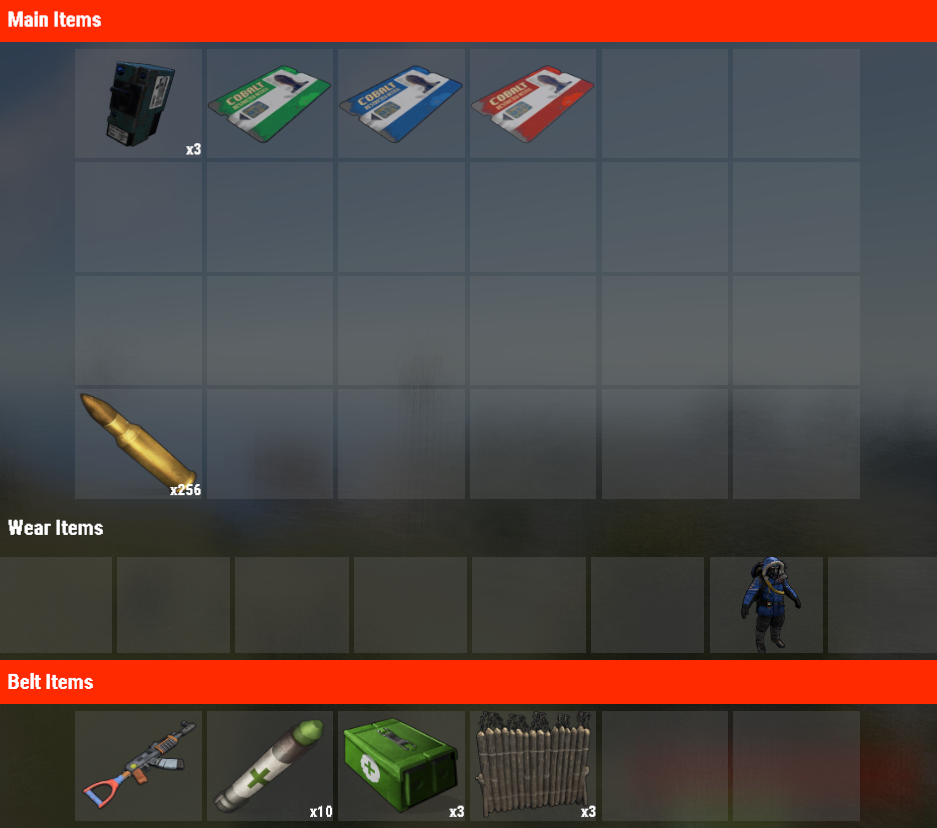 Main Items
x3
COBALT
COBALT
COBALT
x256
Wear Items
Belt Items
x10
x3
x3